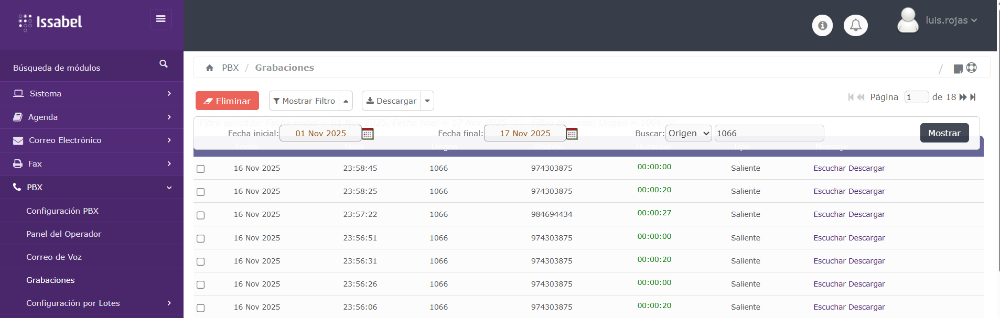 Issabel
luis.rojas
Búsqueda de módulos
PBX / Grabaciones /
Sistema
Agenda
Correo Electrónico
Fax
PBX
Configuración PBX
Panel del Operador
Correo de Voz
Grabaciones
Configuración por Lotes
Eliminar Mostrar Filtro Descargar Página 1 de 18
Filtro aplicado: Fecha inicial = 01 Nov 2025, Fecha final = 17 Nov 2025 Filtro aplicado: Origen = 1066
Fecha inicial: 01 Nov 2025 Fecha final: 17 Nov 2025 Buscar: Origen 1066 Mostrar
Fecha Hora Origen Destino Duración Tipo Mensaje
16 Nov 2025 23:58:45 1066 974303875 00:00:00 Saliente Escuchar Descargar
16 Nov 2025 23:58:25 1066 974303875 00:00:20 Saliente Escuchar Descargar
16 Nov 2025 23:57:22 1066 984694434 00:00:27 Saliente Escuchar Descargar
16 Nov 2025 23:56:51 1066 974303875 00:00:00 Saliente Escuchar Descargar
16 Nov 2025 23:56:31 1066 974303875 00:00:20 Saliente Escuchar Descargar
16 Nov 2025 23:56:26 1066 974303875 00:00:00 Saliente Escuchar Descargar
16 Nov 2025 23:56:06 1066 974303875 00:00:20 Saliente Escuchar Descargar